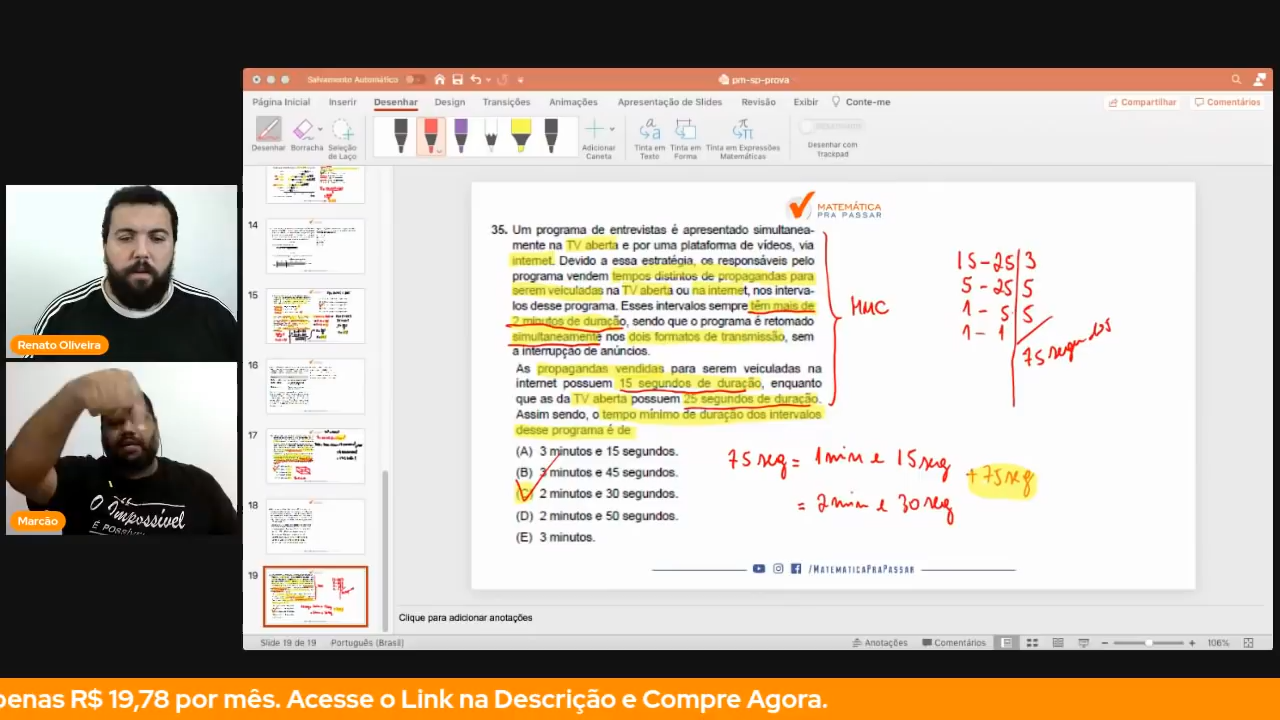 Salvamento Automático
pm-sp-prova
Página Inicial Inserir Desenhar Design Transições Animações Apresentação de Slides Revisão Exibir Conte-me
Compartilhar Comentários
Desenhar
Borracha
Seleção de Laço
Adicionar Caneta
Tinta em Texto
Tinta em Forma
Tinta em Expressões Matemáticas
Desenhar com Trackpad
14
15
16
17
18
19
MATEMÁTICA
PRA PASSAR
35. Um programa de entrevistas é apresentado simultanea-
mente na TV aberta e por uma plataforma de vídeos, via
internet. Devido a essa estratégia, os responsáveis pelo
programa vendem tempos distintos de propagandas para
serem veiculadas na TV aberta ou na internet, nos interva-
los desse programa. Esses intervalos sempre têm mais de
2 minutos de duração, sendo que o programa é retomado
simultaneamente nos dois formatos de transmissão, sem
a interrupção de anúncios.
As propagandas vendidas para serem veiculadas na
internet possuem 15 segundos de duração, enquanto
que as da TV aberta possuem 25 segundos de duração.
Assim sendo, o tempo mínimo de duração dos intervalos
desse programa é de
(A) 3 minutos e 15 segundos.
(B) 3 minutos e 45 segundos.
(C) 2 minutos e 30 segundos.
(D) 2 minutos e 50 segundos.
(E) 3 minutos.
MMC
15-25|3
5-25|5
1-5|5
1-1
75 segundos
75 seg = 1 min e 15 seg
+75 seg
= 2 min e 30 seg
/MATEMATICAPRAPASSAR
Clique para adicionar anotações
Slide 19 de 19 Português (Brasil)
Anotações Comentários
106%
Renato Oliveira
O Impossível
É POSSÍVEL
Marcão
penas R$ 19,78 por mês. Acesse o Link na Descrição e Compre Agora.